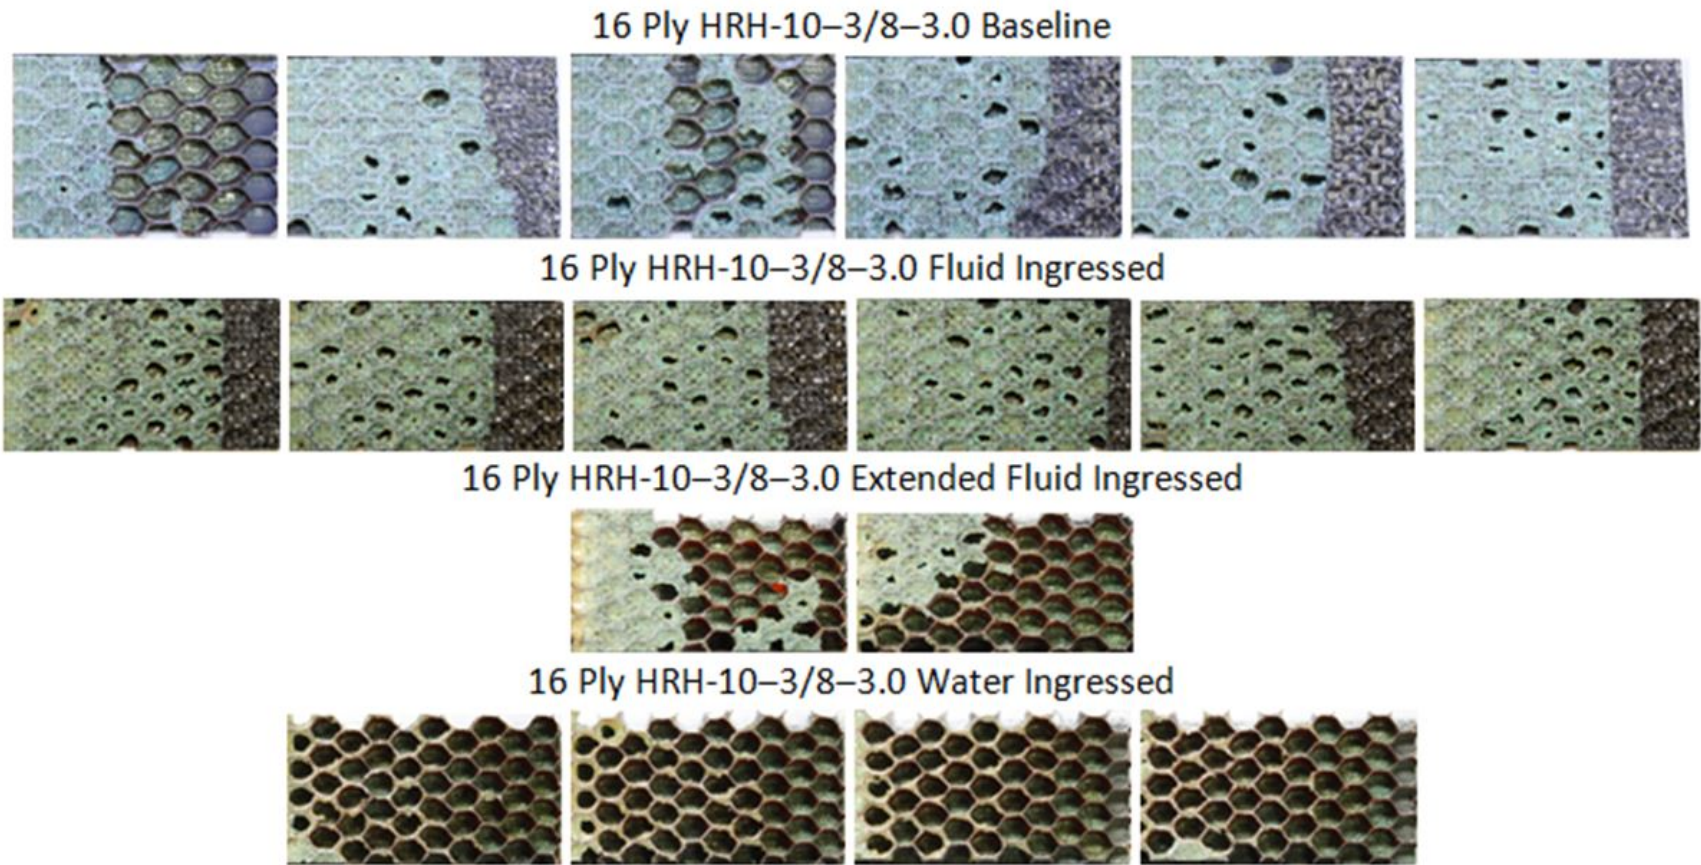 16 Ply HRH-10–3/8–3.0 Baseline
16 Ply HRH-10–3/8–3.0 Fluid Ingressed
16 Ply HRH-10–3/8–3.0 Extended Fluid Ingressed
16 Ply HRH-10–3/8–3.0 Water Ingressed